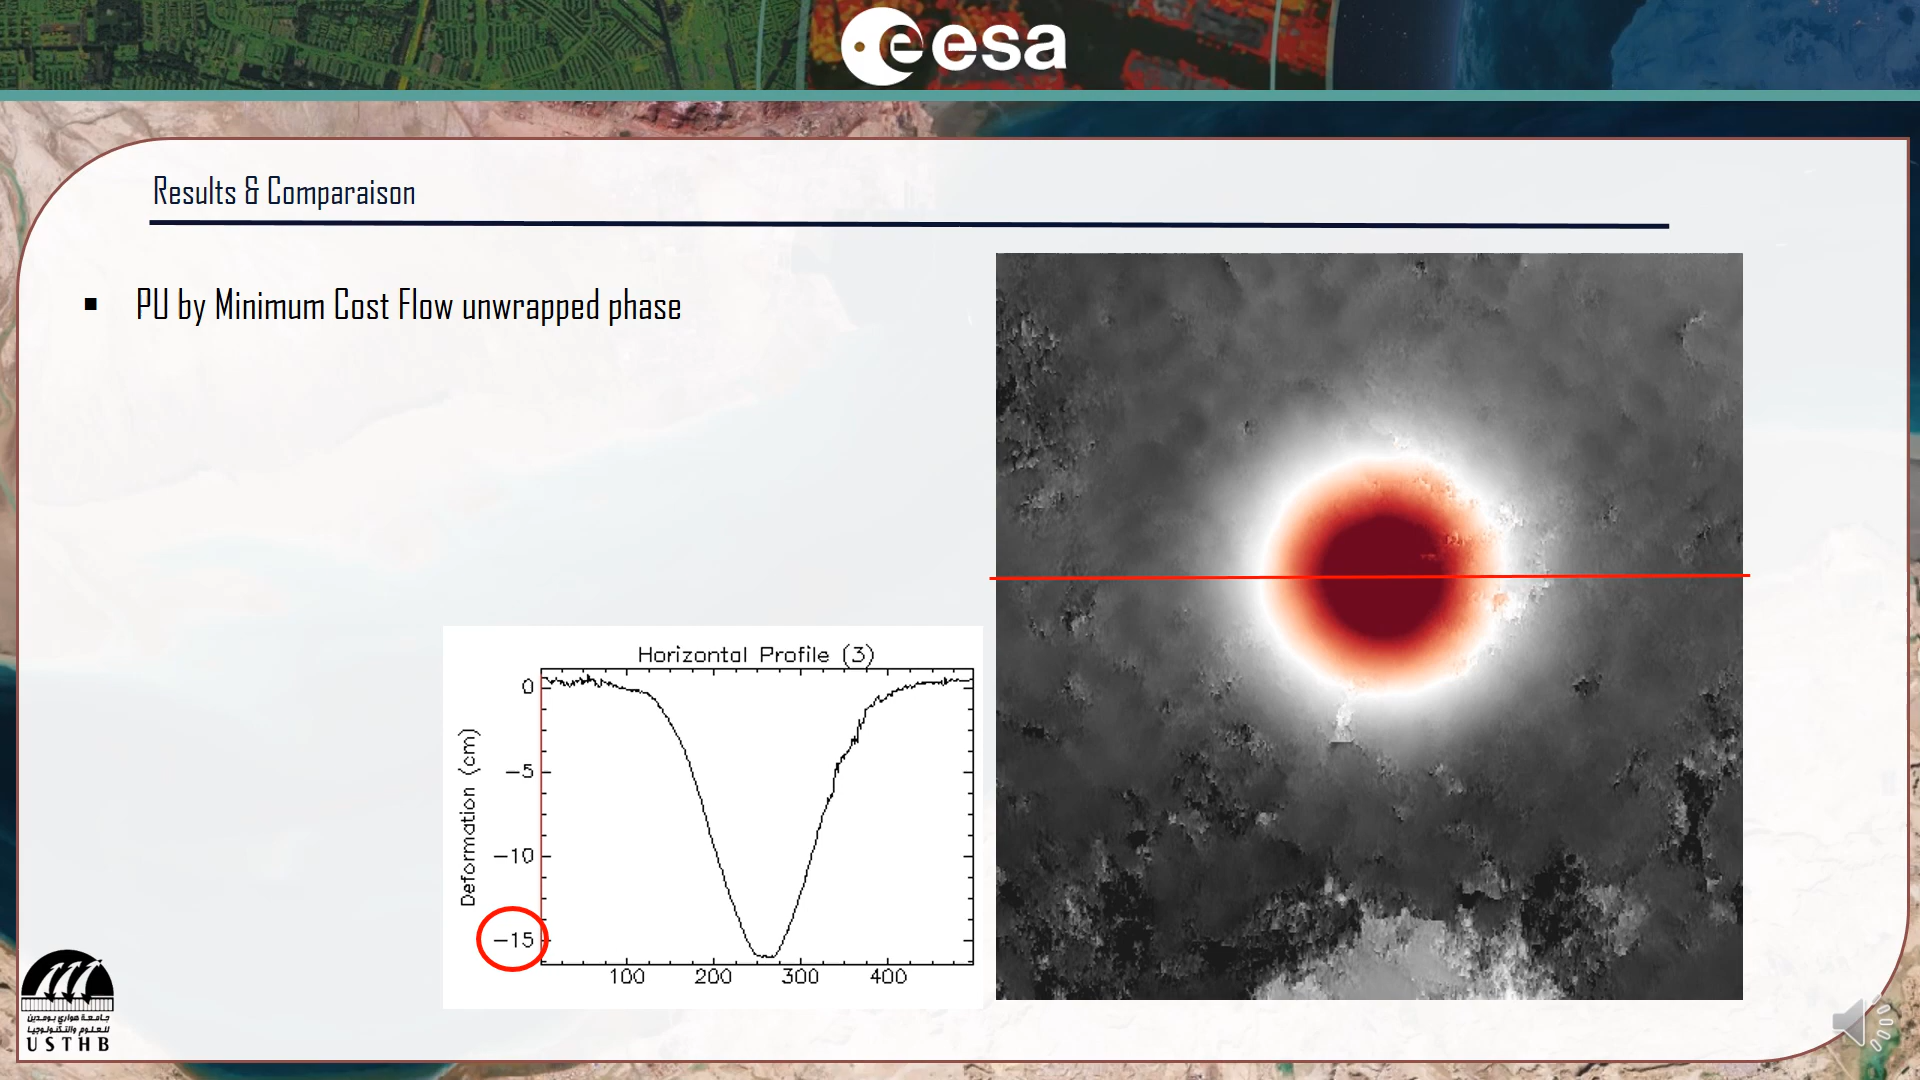 esa
Results & Comparaison
▪ PU by Minimum Cost Flow unwrapped phase
Horizontal Profile (3)
Deformation (cm)
0
−5
−10
−15
100 200 300 400
جامعة هواري بومدين
للعلوم والتكنولوجيا
USTHB